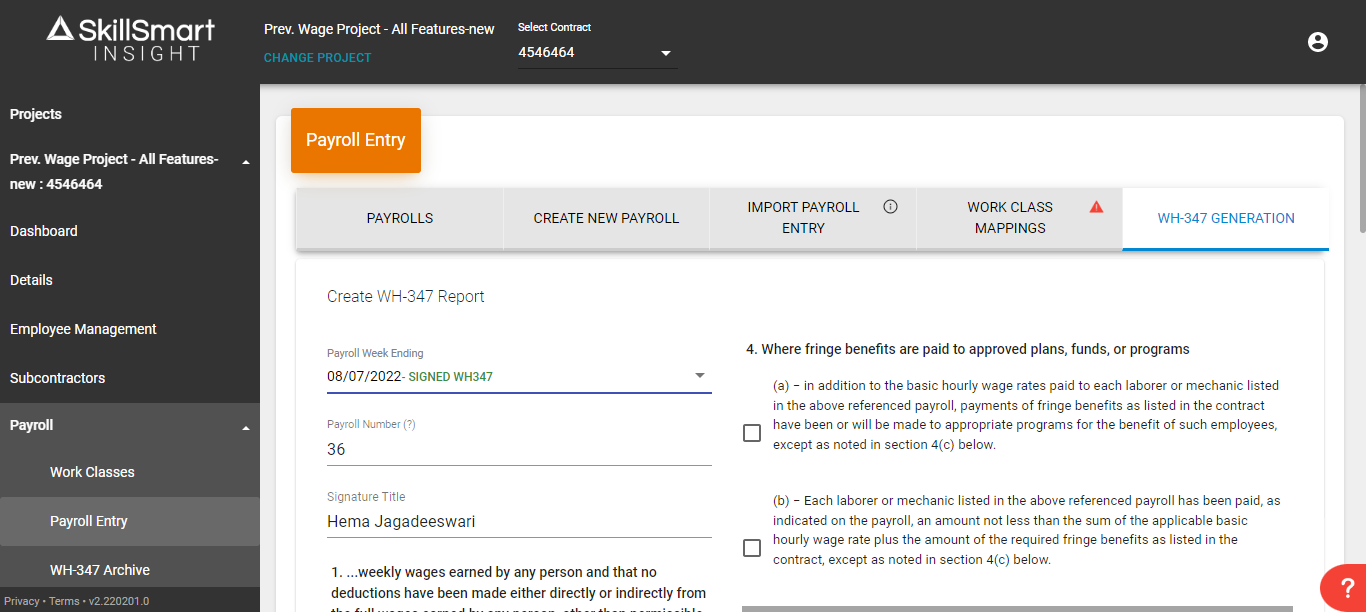 SkillSmart
INSIGHT
Prev. Wage Project - All Features-new
CHANGE PROJECT
Select Contract
4546464
Projects
Prev. Wage Project - All Features-
new : 4546464
Dashboard
Details
Employee Management
Subcontractors
Payroll
Work Classes
Payroll Entry
WH-347 Archive
Privacy • Terms • v2.220201.0
Payroll Entry
PAYROLLS
CREATE NEW PAYROLL
IMPORT PAYROLL
ENTRY
WORK CLASS
MAPPINGS
WH-347 GENERATION
Create WH-347 Report
Payroll Week Ending
08/07/2022- SIGNED WH347
Payroll Number (?)
36
Signature Title
Hema Jagadeeswari
1. ...weekly wages earned by any person and that no
deductions have been made either directly or indirectly from
the full wages earned by any person, other than permissible
4. Where fringe benefits are paid to approved plans, funds, or programs
(a) – in addition to the basic hourly wage rates paid to each laborer or mechanic listed
in the above referenced payroll, payments of fringe benefits as listed in the contract
have been or will be made to appropriate programs for the benefit of such employees,
except as noted in section 4(c) below.
(b) – Each laborer or mechanic listed in the above referenced payroll has been paid, as
indicated on the payroll, an amount not less than the sum of the applicable basic
hourly wage rate plus the amount of the required fringe benefits as listed in the
contract, except as noted in section 4(c) below.
?